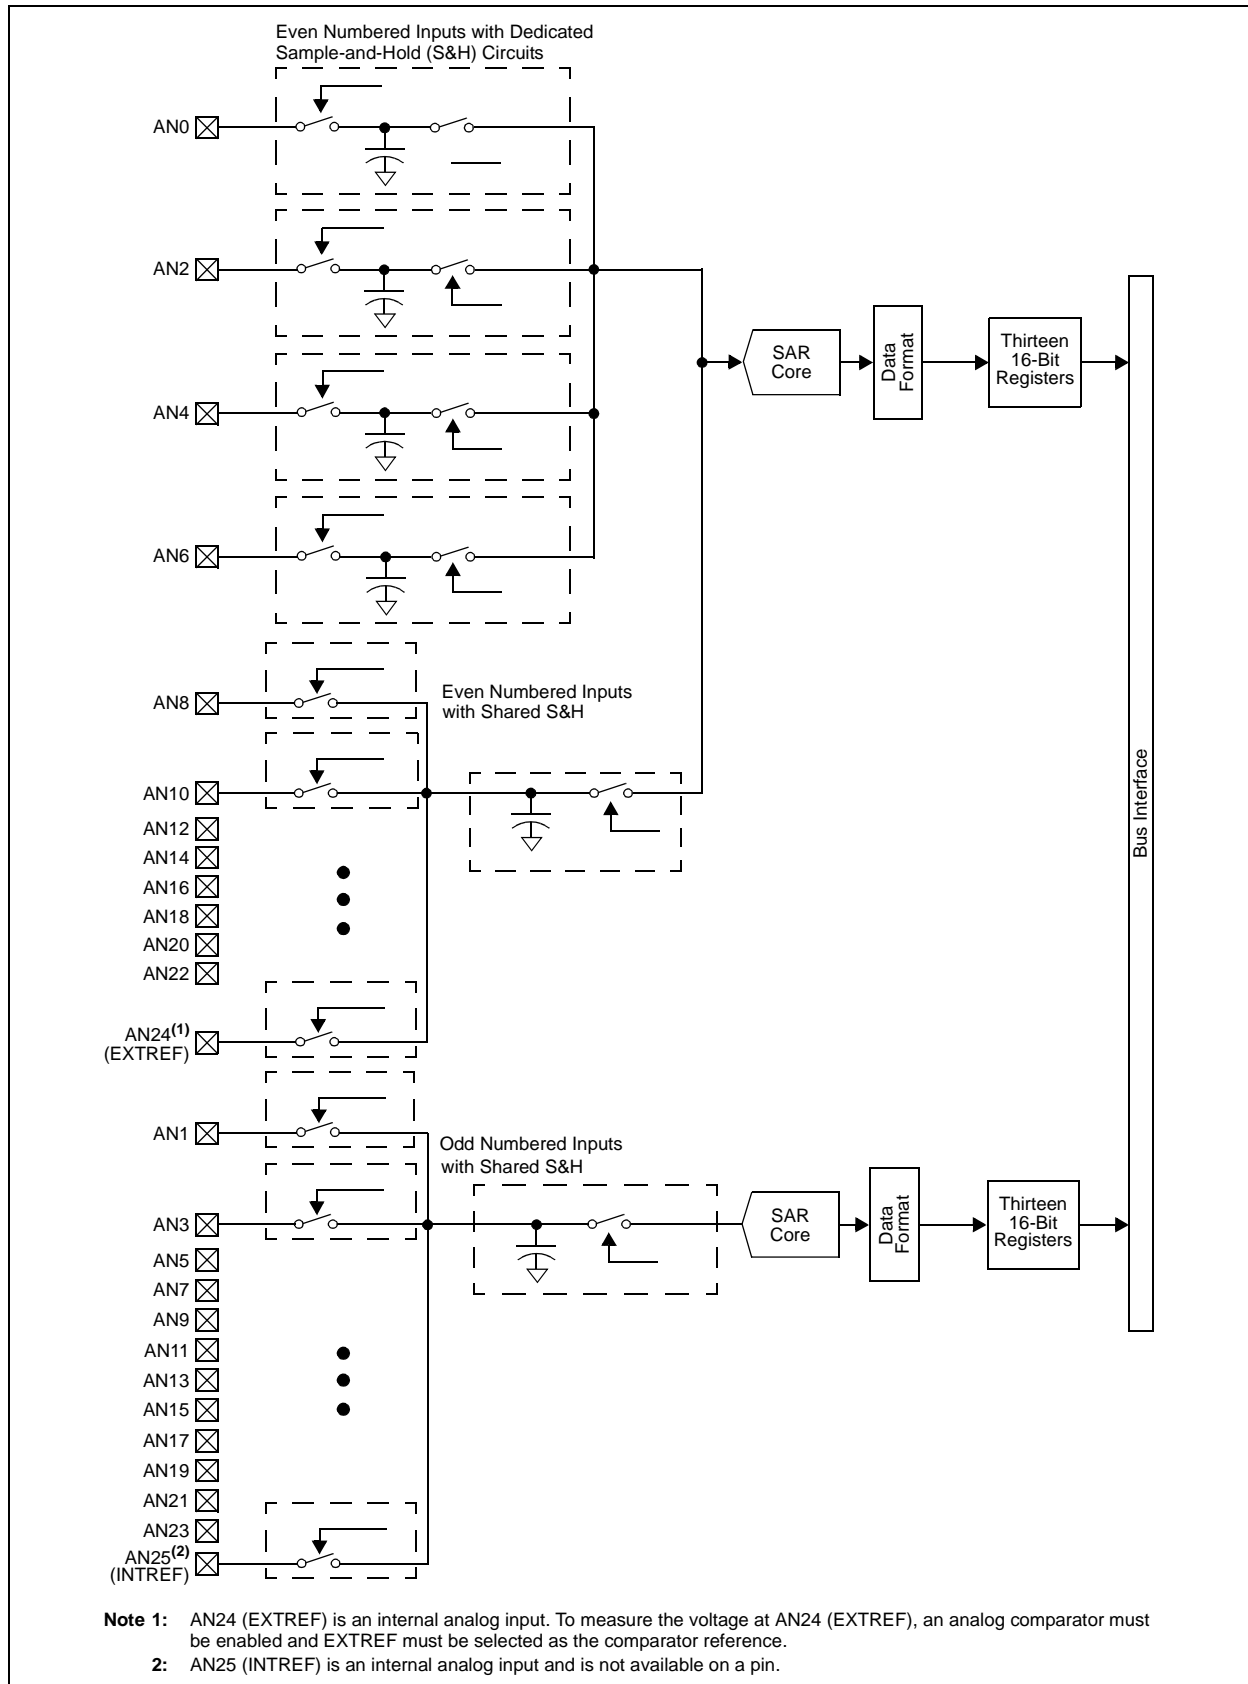 Even Numbered Inputs with Dedicated
Sample-and-Hold (S&H) Circuits
AN0
AN2
AN4
AN6
SAR
Core
Data
Format
Thirteen
16-Bit
Registers
AN8
Even Numbered Inputs
with Shared S&H
AN10
AN12
AN14
AN16
AN18
AN20
AN22
Bus Interface
AN24(1)
(EXTREF)
AN1
Odd Numbered Inputs
with Shared S&H
AN3
SAR
Core
Data
Format
Thirteen
16-Bit
Registers
AN5
AN7
AN9
AN11
AN13
AN15
AN17
AN19
AN21
AN23
AN25(2)
(INTREF)
Note 1: AN24 (EXTREF) is an internal analog input. To measure the voltage at AN24 (EXTREF), an analog comparator must
be enabled and EXTREF must be selected as the comparator reference.
2: AN25 (INTREF) is an internal analog input and is not available on a pin.